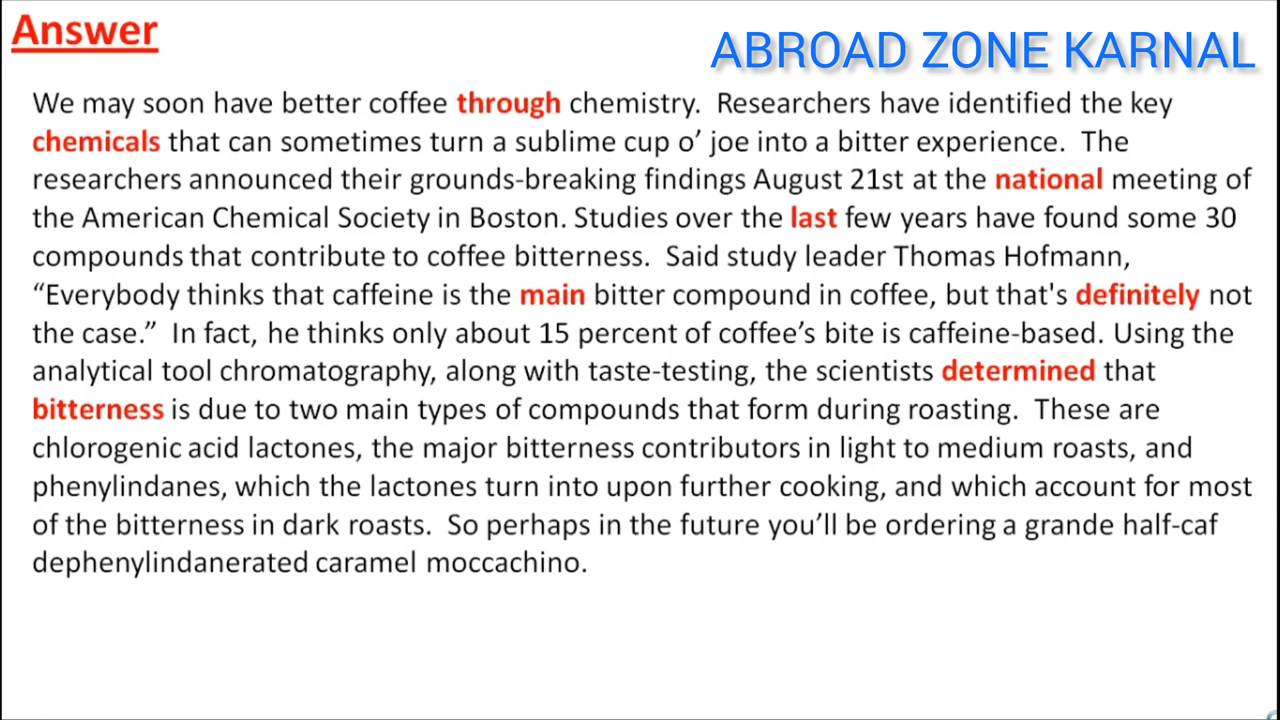 Answer
ABROAD ZONE KARNAL
We may soon have better coffee through chemistry. Researchers have identified the key
chemicals that can sometimes turn a sublime cup o’ joe into a bitter experience. The
researchers announced their grounds-breaking findings August 21st at the national meeting of
the American Chemical Society in Boston. Studies over the last few years have found some 30
compounds that contribute to coffee bitterness. Said study leader Thomas Hofmann,
“Everybody thinks that caffeine is the main bitter compound in coffee, but that's definitely not
the case.” In fact, he thinks only about 15 percent of coffee’s bite is caffeine-based. Using the
analytical tool chromatography, along with taste-testing, the scientists determined that
bitterness is due to two main types of compounds that form during roasting. These are
chlorogenic acid lactones, the major bitterness contributors in light to medium roasts, and
phenylindanes, which the lactones turn into upon further cooking, and which account for most
of the bitterness in dark roasts. So perhaps in the future you’ll be ordering a grande half-caf
dephenylindanerated caramel moccachino.